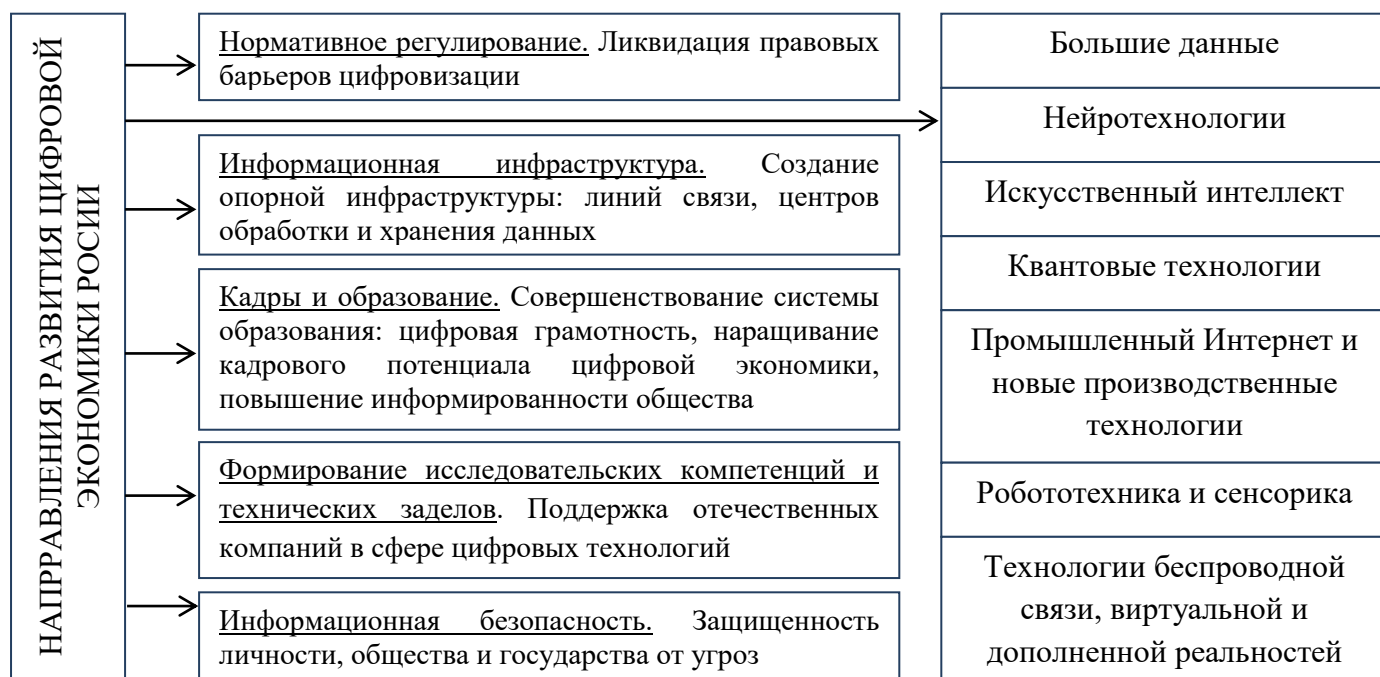 НАПРРАВЛЕНИЯ РАЗВИТИЯ ЦИФРОВОЙ
ЭКОНОМИКИ РОСИИ
Нормативное регулирование. Ликвидация правовых
барьеров цифровизации
Информационная инфраструктура. Создание
опорной инфраструктуры: линий связи, центров
обработки и хранения данных
Кадры и образование. Совершенствование системы
образования: цифровая грамотность, наращивание
кадрового потенциала цифровой экономики,
повышение информированности общества
Формирование исследовательских компетенций и
технических заделов. Поддержка отечественных
компаний в сфере цифровых технологий
Информационная безопасность. Защищенность
личности, общества и государства от угроз
Большие данные
Нейротехнологии
Искусственный интеллект
Квантовые технологии
Промышленный Интернет и
новые производственные
технологии
Робототехника и сенсорика
Технологии беспроводной
связи, виртуальной и
дополненной реальностей